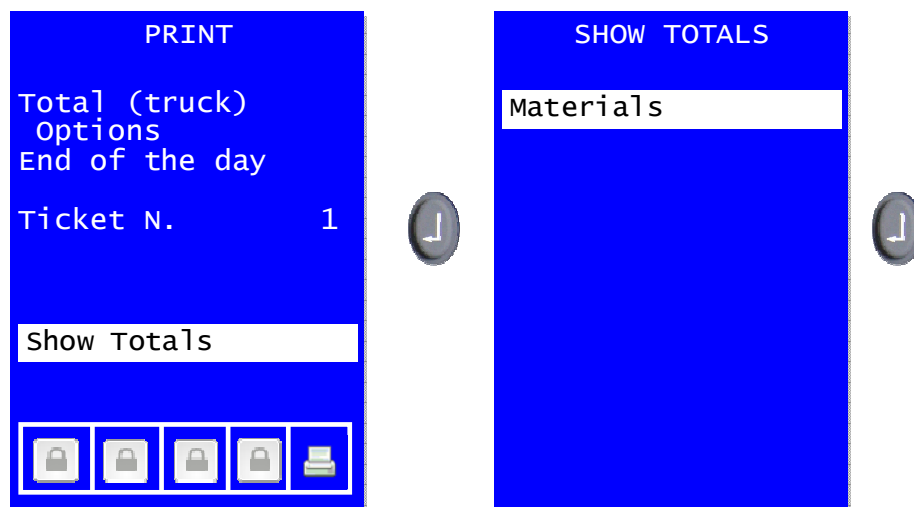 PRINT
Total (truck)
Options
End of the day
Ticket N. 1
Show Totals
SHOW TOTALS
Materials